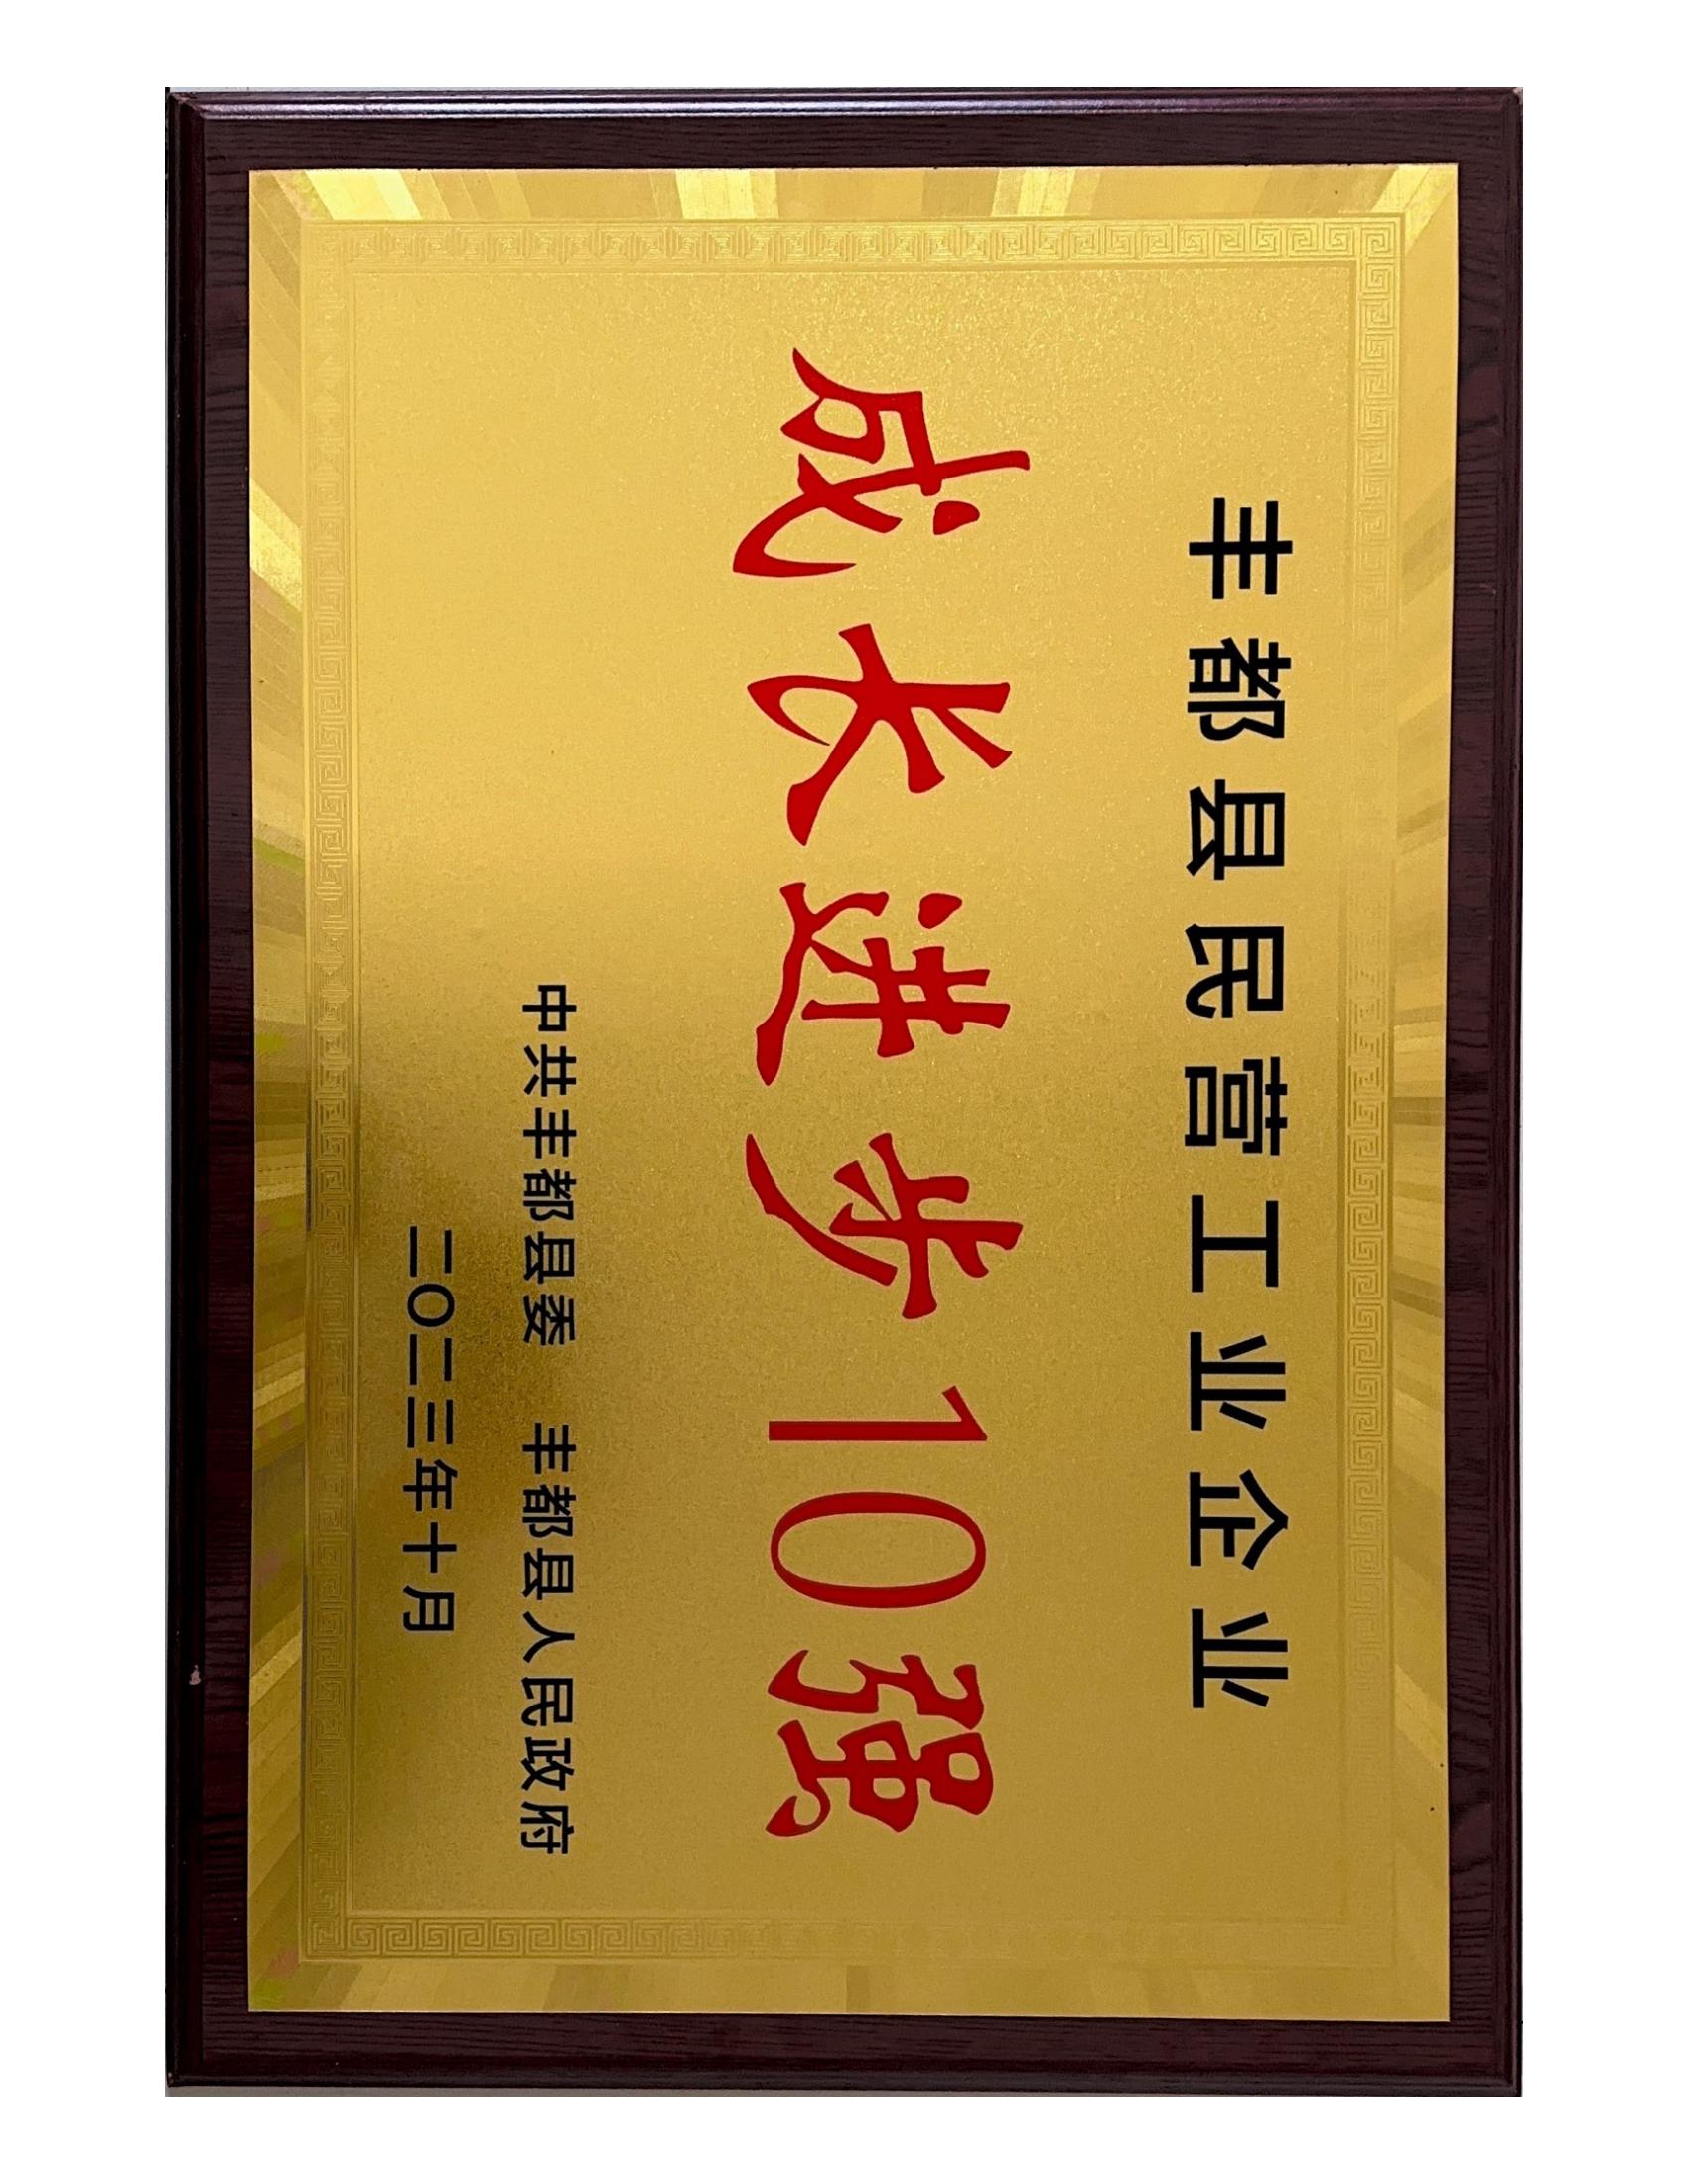 丰都县民营工业企业
成长进步10强
中共丰都县委 丰都县人民政府
二〇二三年十月